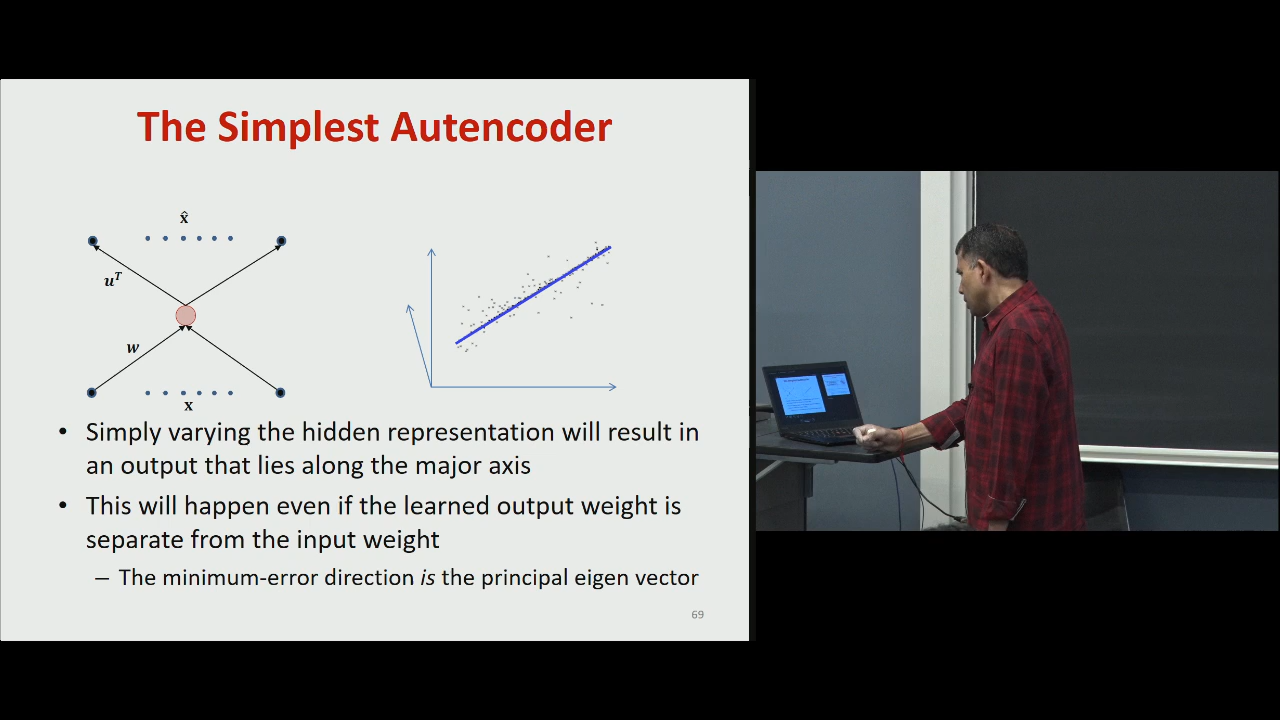 The Simplest Autencoder
x̂
uᵀ
w
x
• Simply varying the hidden representation will result in
an output that lies along the major axis
• This will happen even if the learned output weight is
separate from the input weight
– The minimum-error direction is the principal eigen vector
69